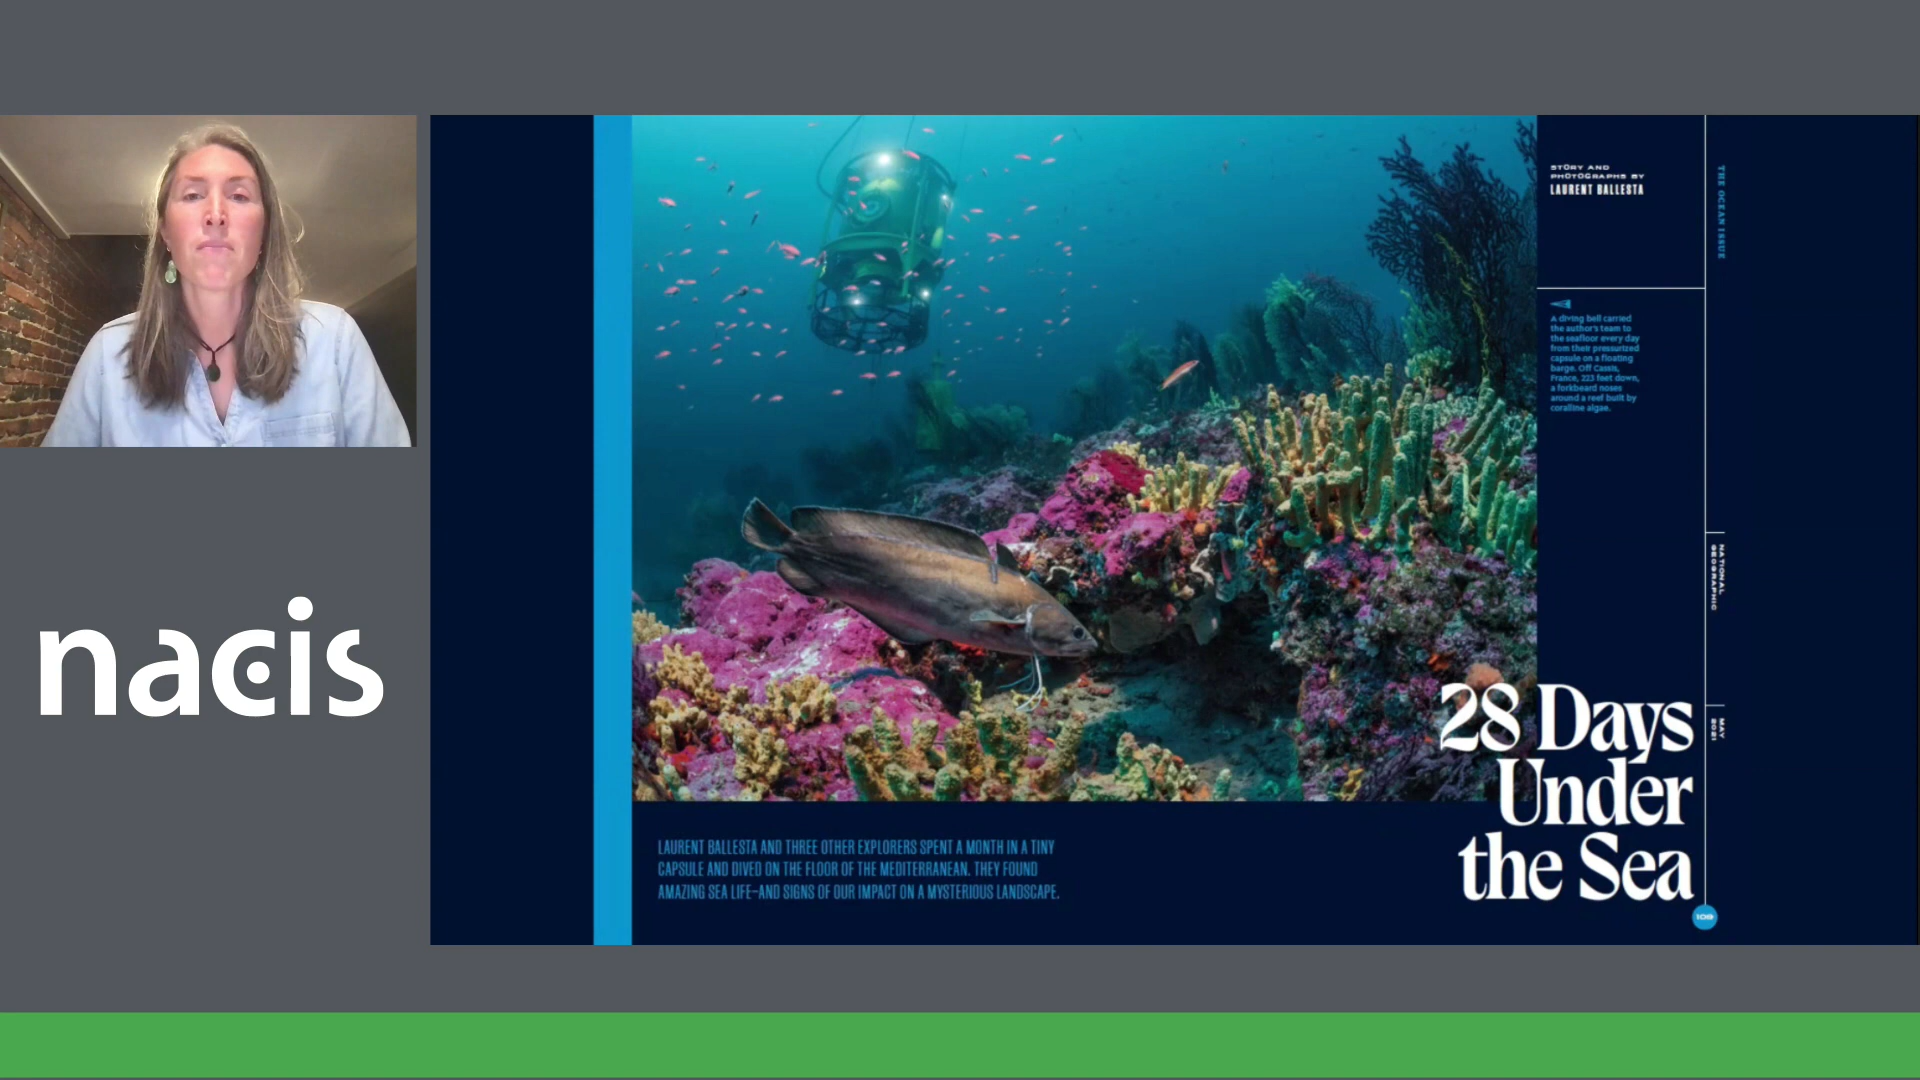 nacis
STORY AND
PHOTOGRAPHS BY
LAURENT BALLESTA
THE OCEAN ISSUE
A diving bell carried
the author's team to
the seafloor every day
from their pressurized
capsule on a floating
barge. Off Cassis,
France, 223 feet down,
a forkbeard noses
around a reef built by
coralline algae.
NATIONAL
GEOGRAPHIC
MAY
2021
28 Days
Under
the Sea
LAURENT BALLESTA AND THREE OTHER EXPLORERS SPENT A MONTH IN A TINY
CAPSULE AND DIVED ON THE FLOOR OF THE MEDITERRANEAN. THEY FOUND
AMAZING SEA LIFE—AND SIGNS OF OUR IMPACT ON A MYSTERIOUS LANDSCAPE.